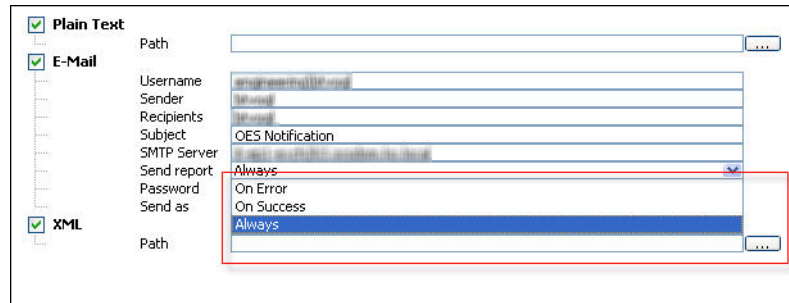 Plain Text
Path ...
E-Mail
Username
Sender
Recipients
Subject OES Notification
SMTP Server
Send report Always
Password On Error
Send as On Success
XML Always
Path ...